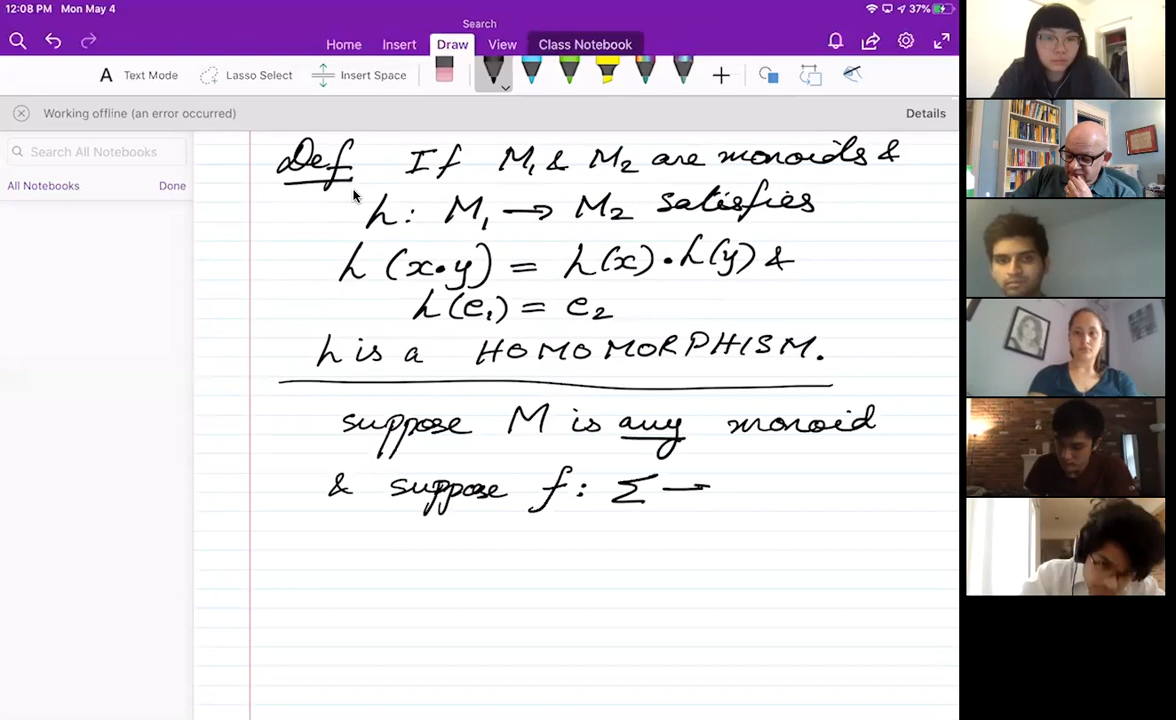 12:08 PM Mon May 4
37%
Search
Home Insert Draw View Class Notebook
A Text Mode Lasso Select Insert Space
Working offline (an error occurred) Details
Search All Notebooks
All Notebooks Done
Def If M₁ & M₂ are monoids &
h: M₁ → M₂ satisfies
h (x•y) = h(x)•h(y) &
h(e₁) = e₂
h is a HOMOMORPHISM.
suppose M is any monoid
& suppose f: Σ →